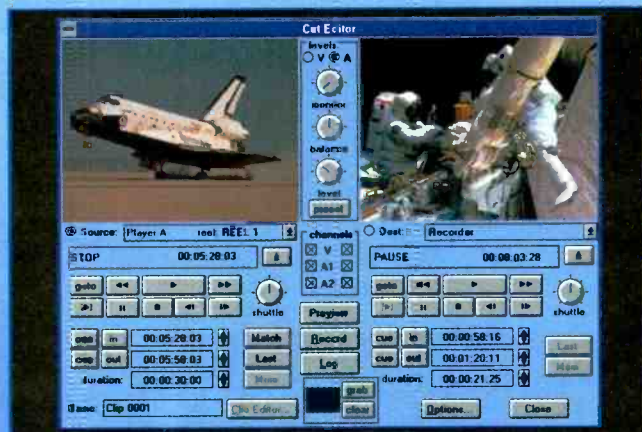 Cut Editor
levels
V A
monitor
balance
level
preset
Source: Player A reel: REEL 1
STOP 00:05:28:03
goto
shuttle
cue in 00:05:28:03 Match
cue out 00:05:58:03 Last
duration: 00:00:30:00
Name: Clip 0001 Clip Editor...
channels
V
A1
A2
Preview
Record
Log
grab
clear
Dest: Recorder
PAUSE 00:08:03:28
goto
shuttle
cue in 00:00:58:16 Last
cue out 00:01:20:11
duration: 00:00:21:25
Options... Close